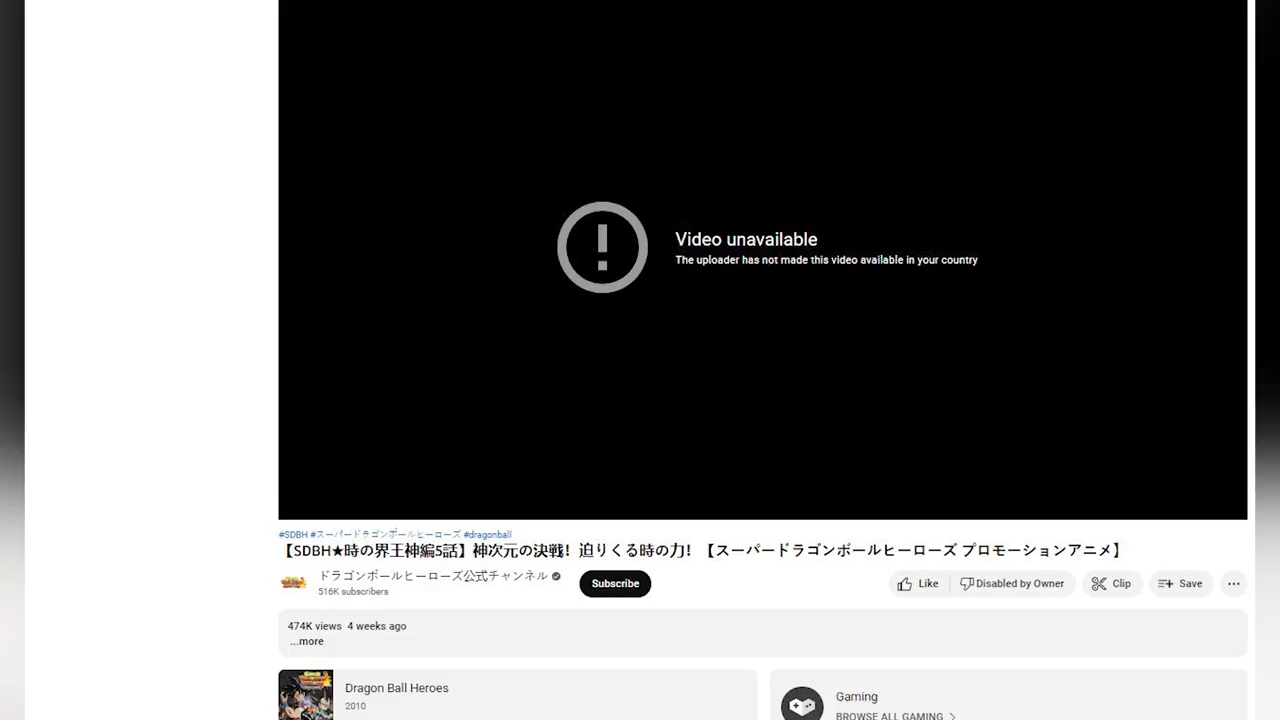 Video unavailable
The uploader has not made this video available in your country
#SDBH #スーパードラゴンボールヒーローズ #dragonball
【SDBH★時の界王神編5話】神次元の決戦！迫りくる時の力！【スーパードラゴンボールヒーローズ プロモーションアニメ】
ドラゴンボールヒーローズ公式チャンネル
516K subscribers
Subscribe
Like
Disabled by Owner
Clip
Save
474K views 4 weeks ago
...more
Dragon Ball Heroes
2010
Gaming
BROWSE ALL GAMING